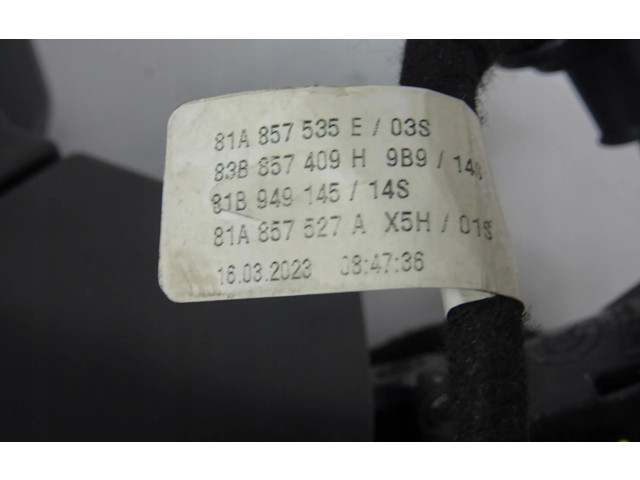 81A 857 535 E / 03S
83B 857 409 H 9B9 / 14S
81B 949 145 / 14S
81A 857 527 A X5H / 01S
16.03.2023 08:47:36